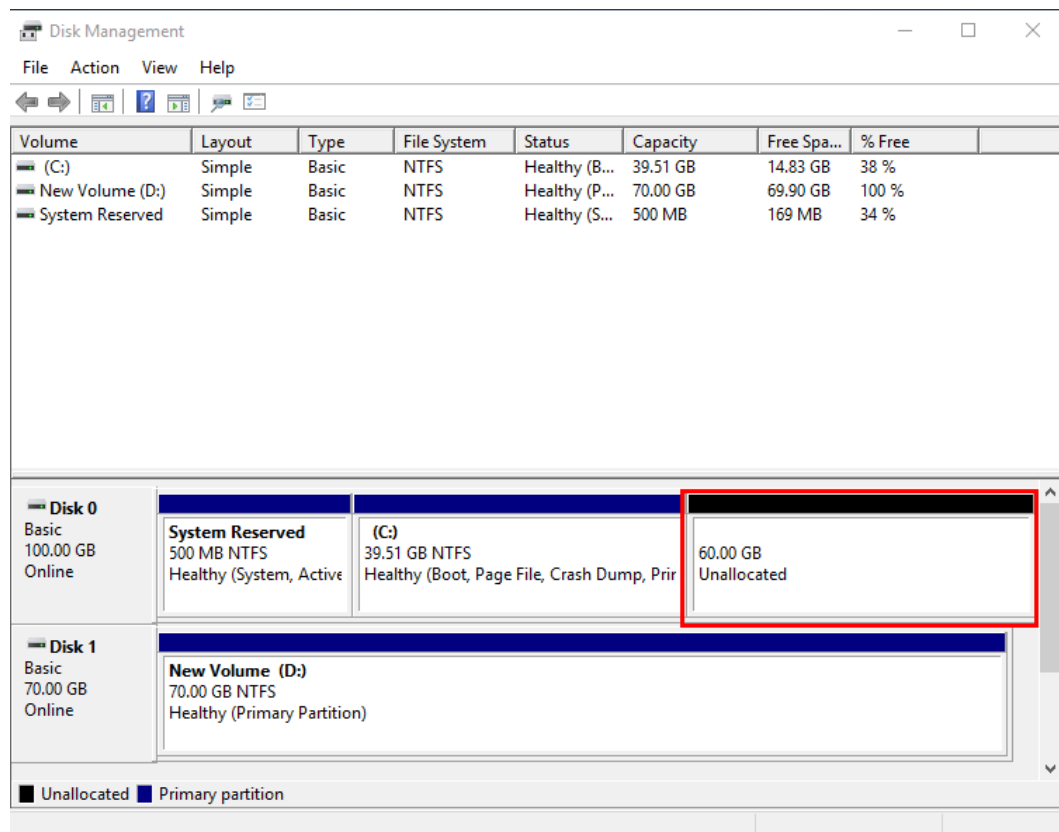 Disk Management
File Action View Help
Volume Layout Type File System Status Capacity Free Spa... % Free
(C:) Simple Basic NTFS Healthy (B... 39.51 GB 14.83 GB 38 %
New Volume (D:) Simple Basic NTFS Healthy (P... 70.00 GB 69.90 GB 100 %
System Reserved Simple Basic NTFS Healthy (S... 500 MB 169 MB 34 %
Disk 0
Basic
100.00 GB
Online
System Reserved
500 MB NTFS
Healthy (System, Active
(C:)
39.51 GB NTFS
Healthy (Boot, Page File, Crash Dump, Prir
60.00 GB
Unallocated
Disk 1
Basic
70.00 GB
Online
New Volume (D:)
70.00 GB NTFS
Healthy (Primary Partition)
Unallocated Primary partition